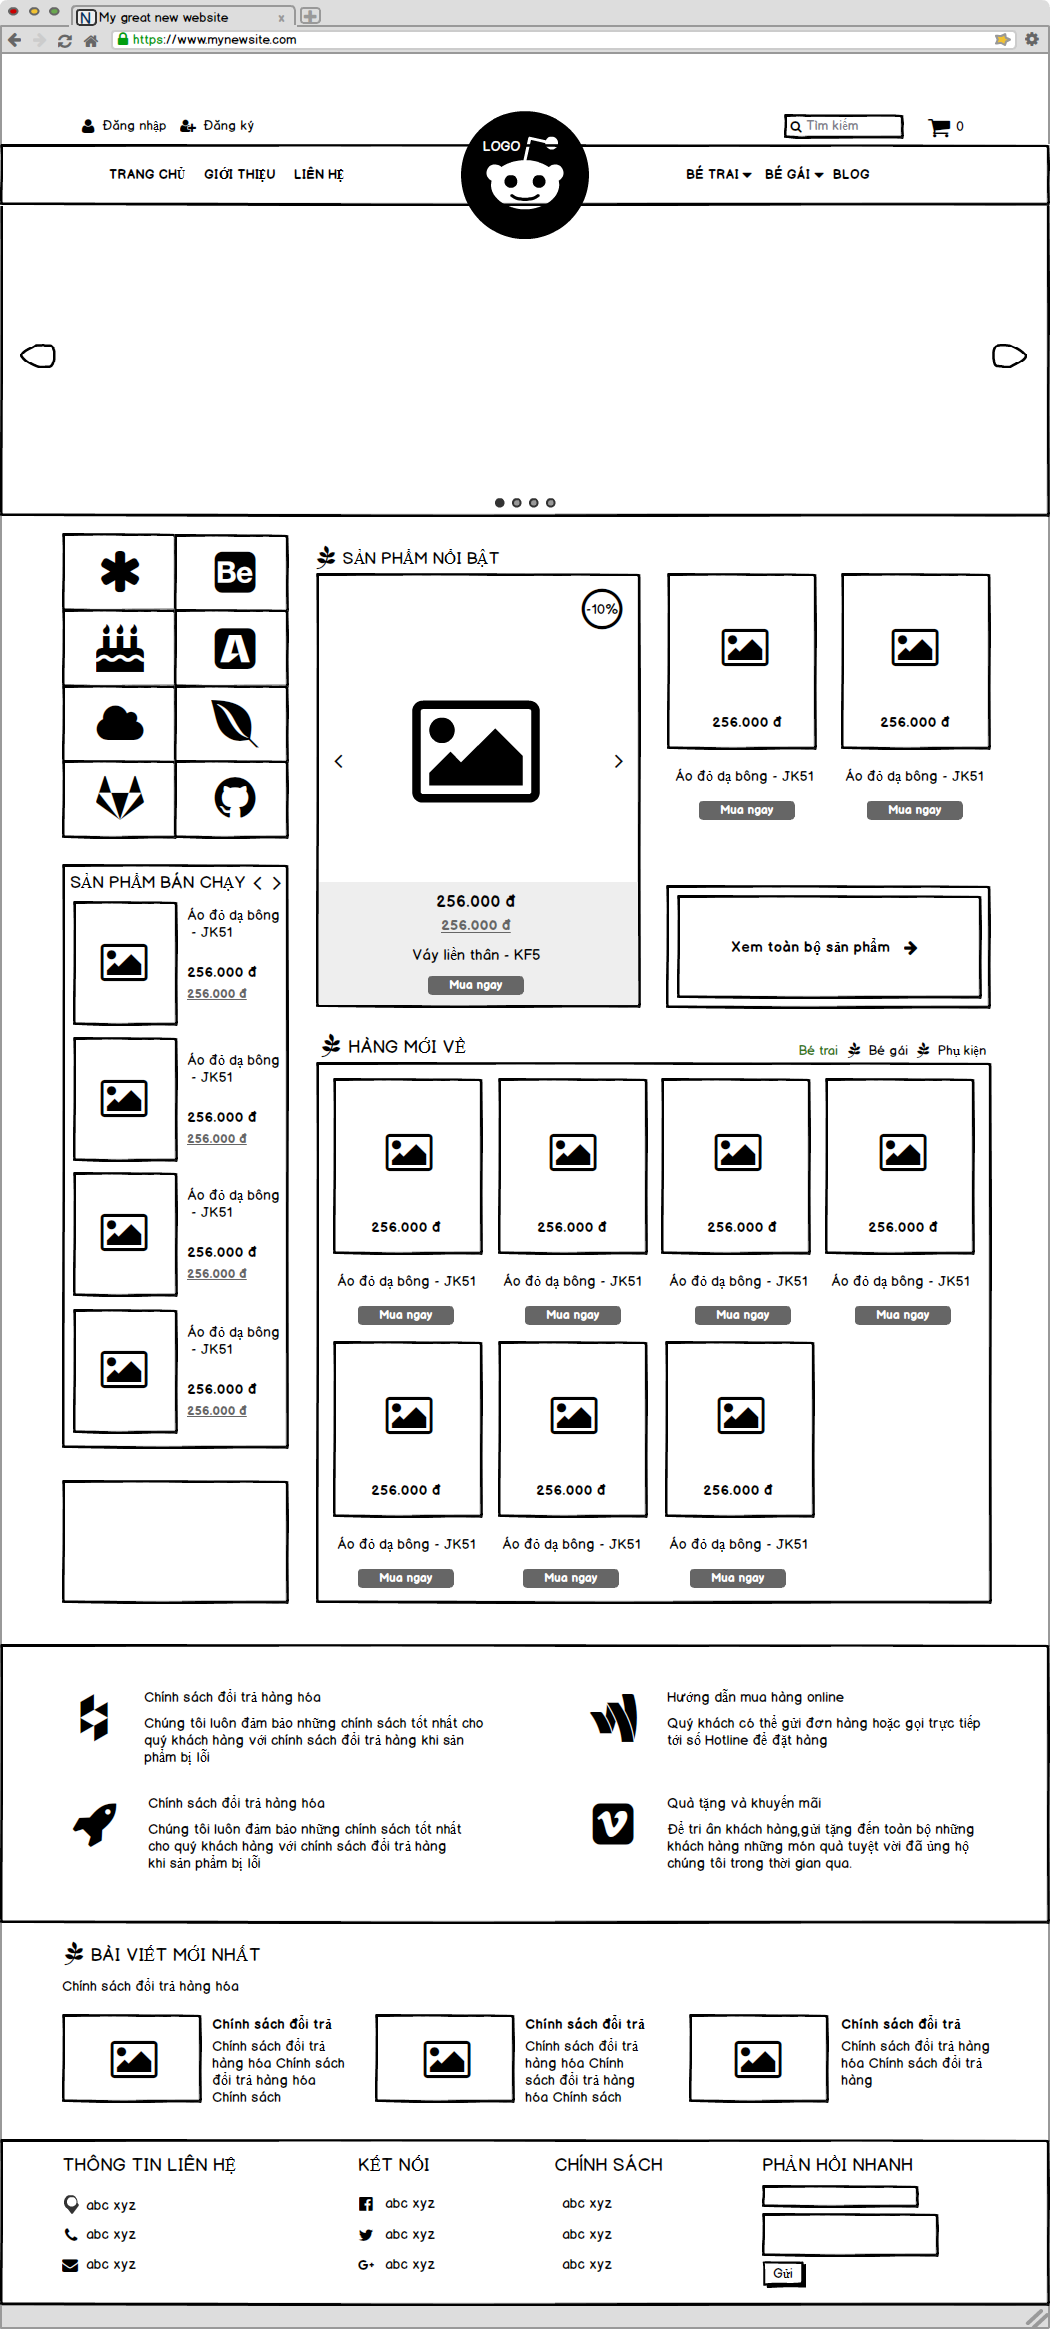 My great new website
https://www.mynewsite.com
Đăng nhập
Đăng ký
Tìm kiếm
0
LOGO
TRANG CHỦ
GIỚI THIỆU
LIÊN HỆ
BÉ TRAI
BÉ GÁI
BLOG
Be
SẢN PHẨM NỔI BẬT
-10%
256.000 đ
256.000 đ
Váy liền thân - KF5
Mua ngay
256.000 đ
256.000 đ
Áo đỏ dạ bông - JK51
Áo đỏ dạ bông - JK51
Mua ngay
Mua ngay
Xem toàn bộ sản phẩm
SẢN PHẨM BÁN CHẠY
Áo đỏ dạ bông
- JK51
256.000 đ
256.000 đ
Áo đỏ dạ bông
- JK51
256.000 đ
256.000 đ
Áo đỏ dạ bông
- JK51
256.000 đ
256.000 đ
Áo đỏ dạ bông
- JK51
256.000 đ
256.000 đ
HÀNG MỚI VỀ
Bé trai
Bé gái
Phụ kiện
256.000 đ
256.000 đ
256.000 đ
256.000 đ
Áo đỏ dạ bông - JK51
Áo đỏ dạ bông - JK51
Áo đỏ dạ bông - JK51
Áo đỏ dạ bông - JK51
Mua ngay
Mua ngay
Mua ngay
Mua ngay
256.000 đ
256.000 đ
256.000 đ
Áo đỏ dạ bông - JK51
Áo đỏ dạ bông - JK51
Áo đỏ dạ bông - JK51
Mua ngay
Mua ngay
Mua ngay
Chính sách đổi trả hàng hóa
Chúng tôi luôn đảm bảo những chính sách tốt nhất cho
quý khách hàng với chính sách đổi trả hàng khi sản
phẩm bị lỗi
Hướng dẫn mua hàng online
Quý khách có thể gửi đơn hàng hoặc gọi trực tiếp
tới số Hotline để đặt hàng
Chính sách đổi trả hàng hóa
Chúng tôi luôn đảm bảo những chính sách tốt nhất
cho quý khách hàng với chính sách đổi trả hàng
khi sản phẩm bị lỗi
Quà tặng và khuyến mãi
Để tri ân khách hàng,gửi tặng đến toàn bộ những
khách hàng những món quà tuyệt vời đã ủng hộ
chúng tôi trong thời gian qua.
BÀI VIẾT MỚI NHẤT
Chính sách đổi trả hàng hóa
Chính sách đổi trả
Chính sách đổi trả
hàng hóa Chính sách
đổi trả hàng hóa
Chính sách
Chính sách đổi trả
Chính sách đổi trả
hàng hóa Chính
sách đổi trả hàng
hóa Chính sách
Chính sách đổi trả
Chính sách đổi trả hàng
hóa Chính sách đổi trả
hàng
THÔNG TIN LIÊN HỆ
abc xyz
abc xyz
abc xyz
KẾT NỐI
abc xyz
abc xyz
abc xyz
CHÍNH SÁCH
abc xyz
abc xyz
abc xyz
PHẢN HỒI NHANH
Gửi